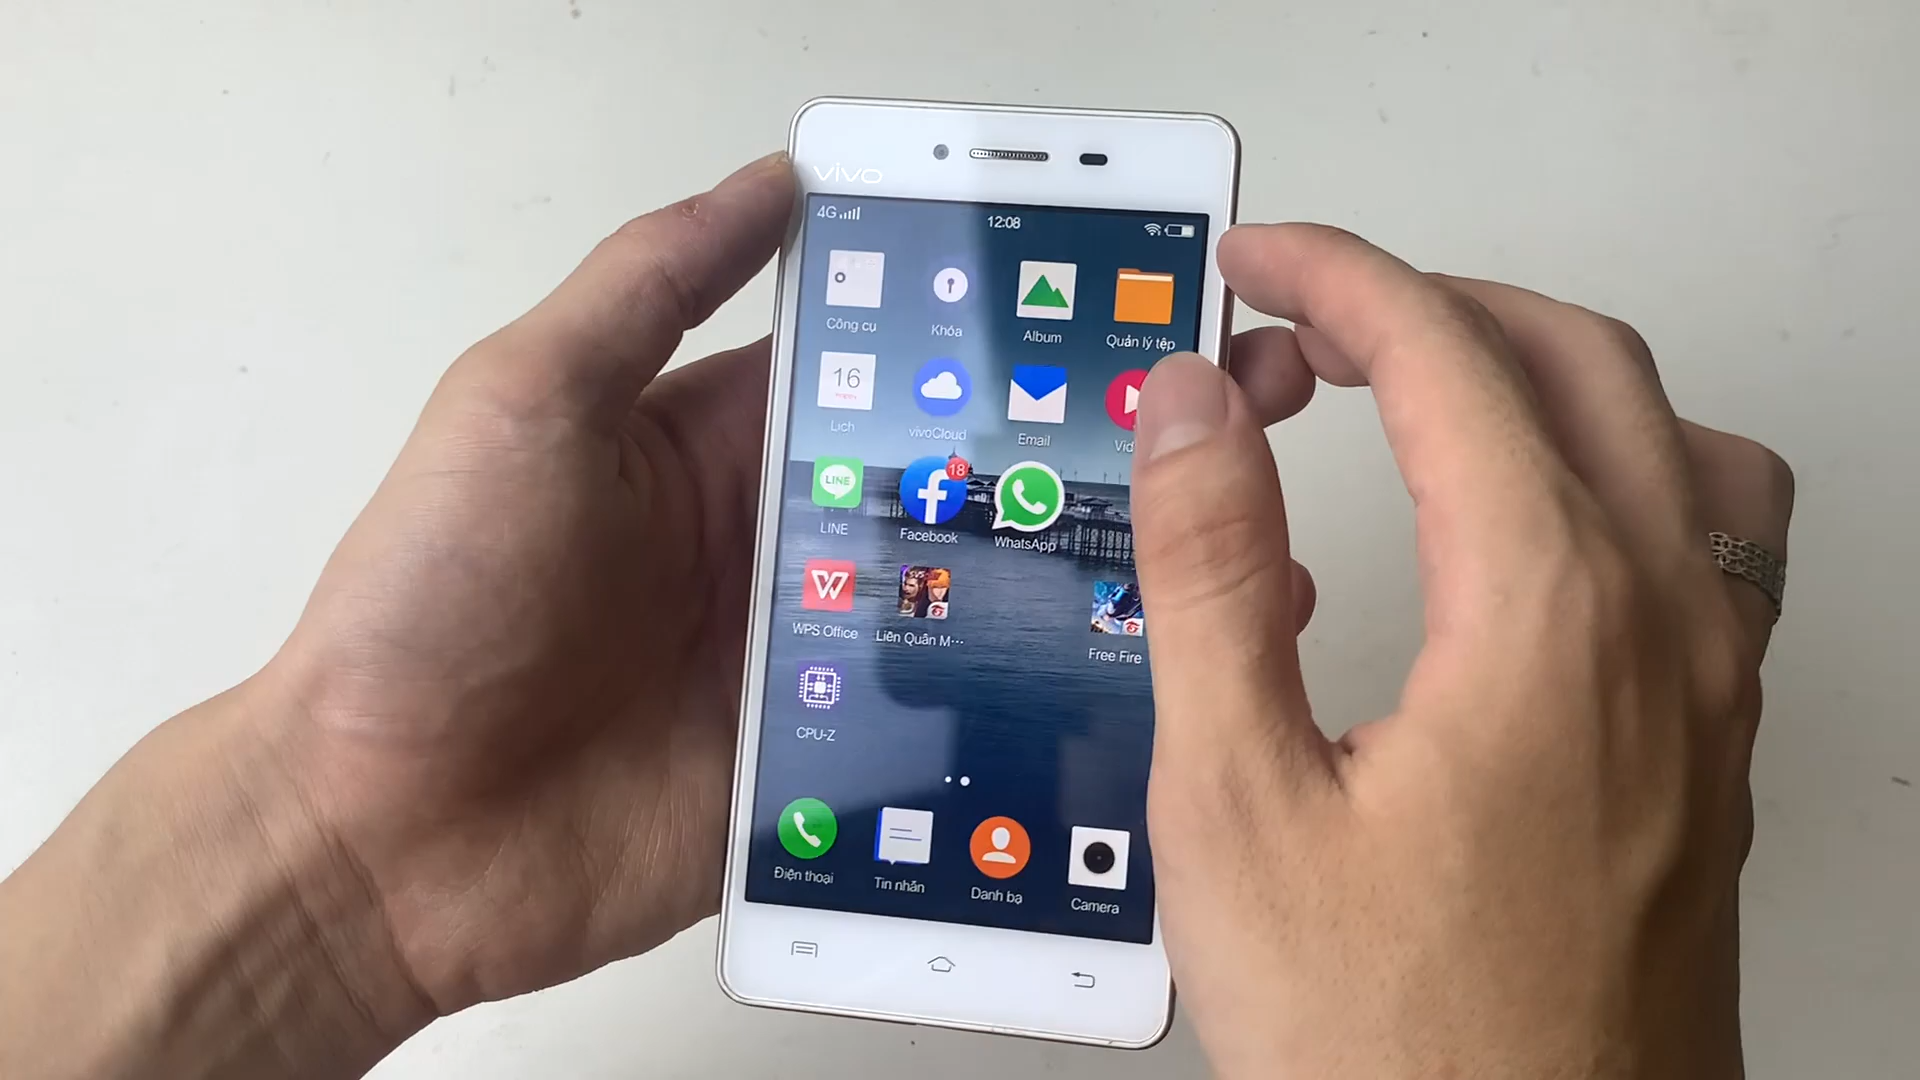 vivo
4G
12:08
Công cụ
Khóa
Album
Quản lý tệp
16
Lịch
vivoCloud
Email
Vid
LINE
LINE
18
Facebook
WhatsApp
WPS Office
Liên Quân M...
Free Fire
CPU-Z
Điện thoại
Tin nhắn
Danh bạ
Camera